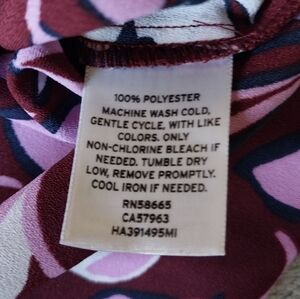 100% POLYESTER
MACHINE WASH COLD,
GENTLE CYCLE, WITH LIKE
COLORS. ONLY
NON-CHLORINE BLEACH IF
NEEDED. TUMBLE DRY
LOW, REMOVE PROMPTLY.
COOL IRON IF NEEDED.
RN58665
CA57963
HA391495MI